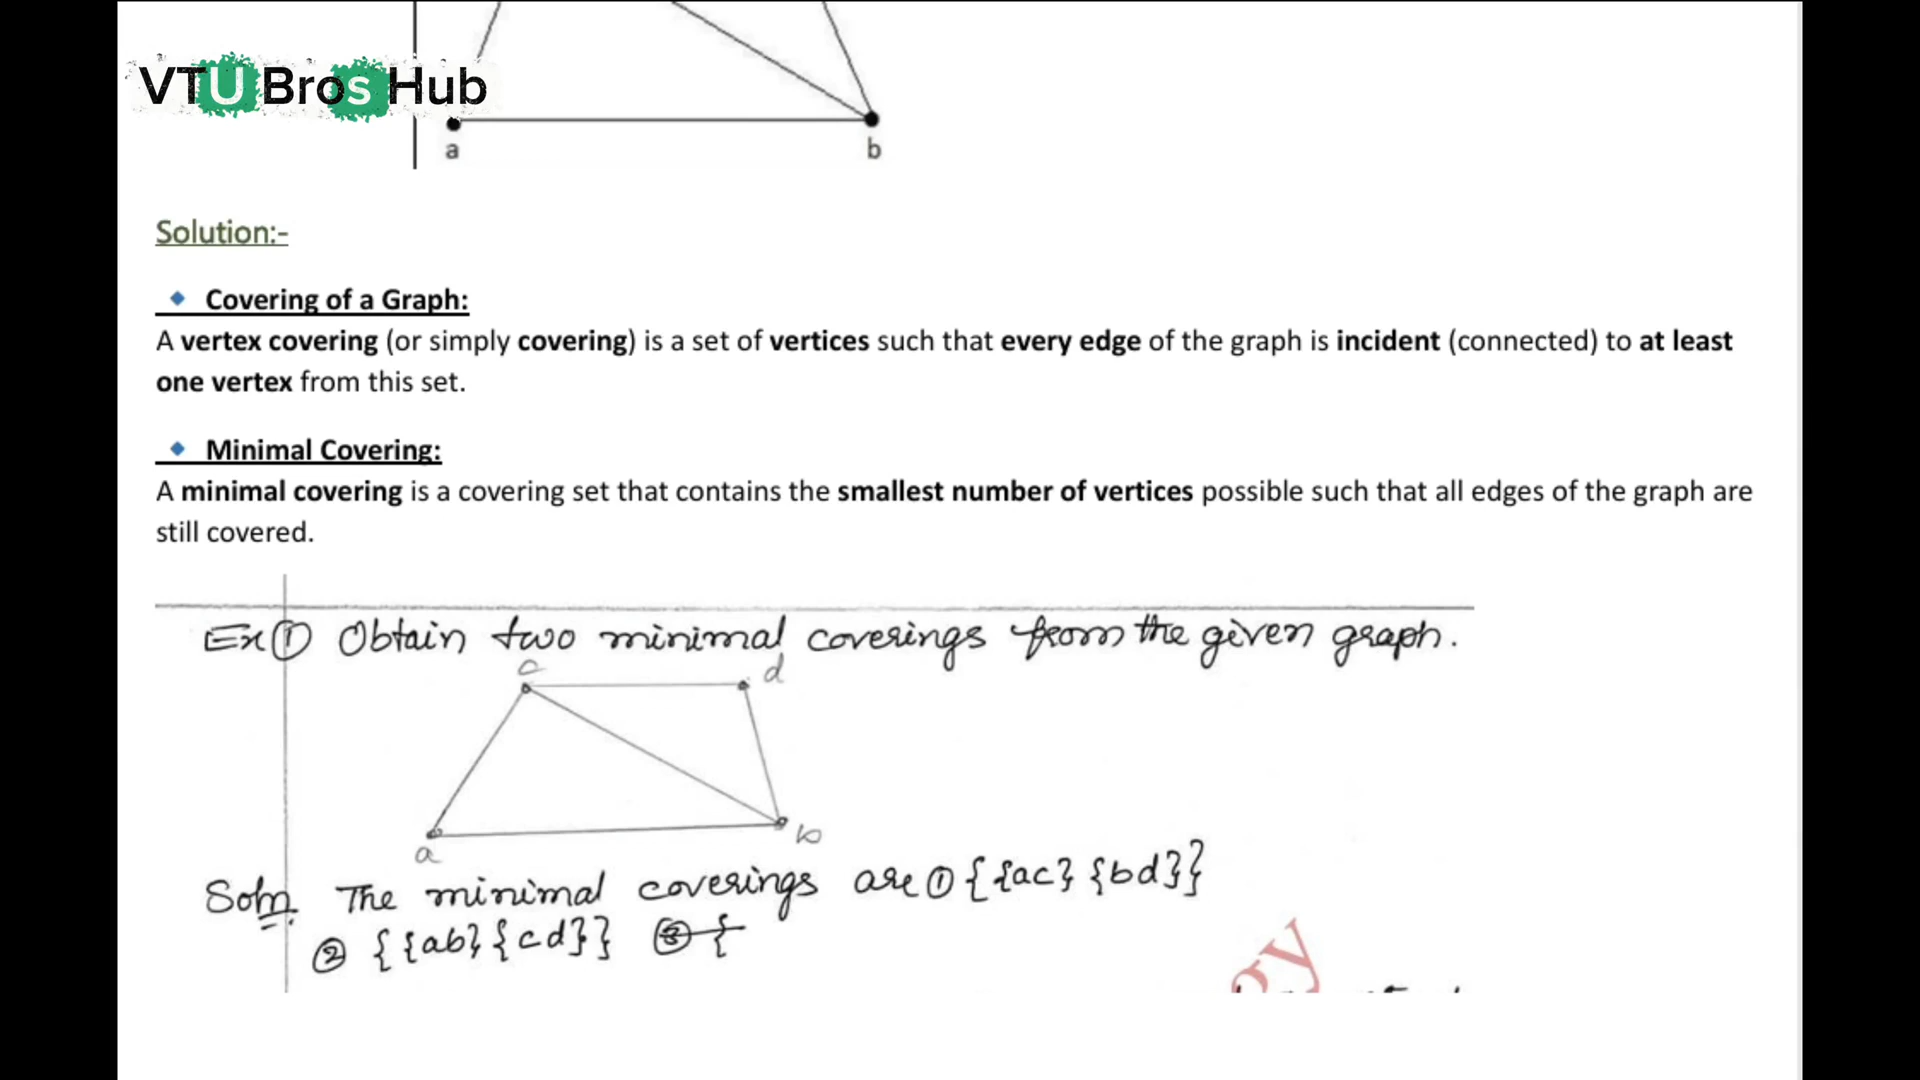 VTU Bros Hub
a b
Solution:-
Covering of a Graph:
A vertex covering (or simply covering) is a set of vertices such that every edge of the graph is incident (connected) to at least
one vertex from this set.
Minimal Covering:
A minimal covering is a covering set that contains the smallest number of vertices possible such that all edges of the graph are
still covered.
Ex ① Obtain two minimal coverings from the given graph.
c d
a b
Soln. The minimal coverings are ① {{ac} {bd}}
② {{ab} {cd}} ③ {